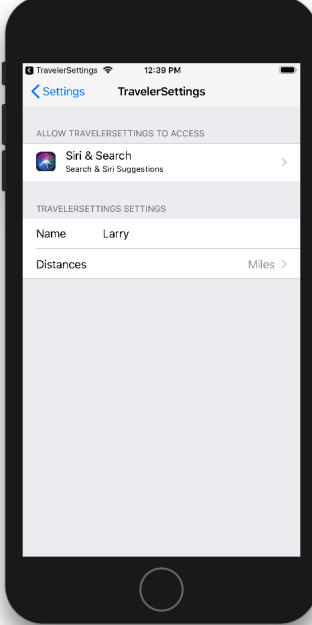 TravelerSettings 12:39 PM
Settings TravelerSettings
ALLOW TRAVELERSETTINGS TO ACCESS
Siri & Search
Search & Siri Suggestions
TRAVELERSETTINGS SETTINGS
Name Larry
Distances Miles